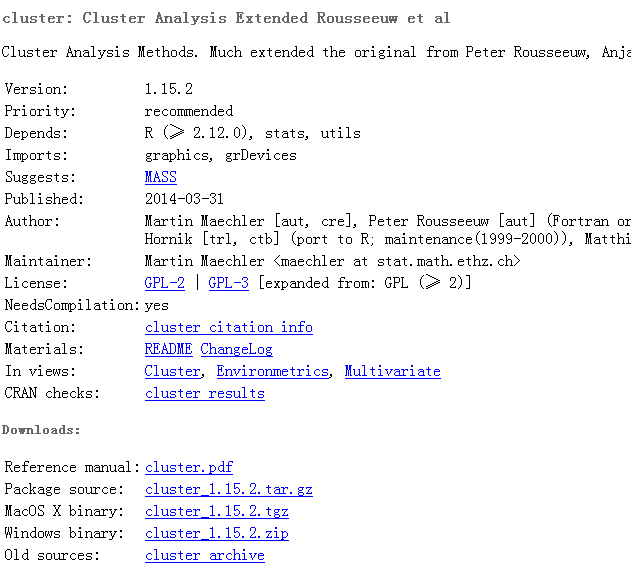 cluster: Cluster Analysis Extended Rousseeuw et al
Cluster Analysis Methods. Much extended the original from Peter Rousseeuw, Anja
Version: 1.15.2
Priority: recommended
Depends: R (≥ 2.12.0), stats, utils
Imports: graphics, grDevices
Suggests: MASS
Published: 2014-03-31
Author: Martin Maechler [aut, cre], Peter Rousseeuw [aut] (Fortran or
Hornik [trl, ctb] (port to R; maintenance(1999-2000)), Matthi
Maintainer: Martin Maechler <maechler at stat.math.ethz.ch>
License: GPL-2 | GPL-3 [expanded from: GPL (≥ 2)]
NeedsCompilation: yes
Citation: cluster citation info
Materials: README ChangeLog
In views: Cluster, Environmetrics, Multivariate
CRAN checks: cluster results
Downloads:
Reference manual: cluster.pdf
Package source: cluster_1.15.2.tar.gz
MacOS X binary: cluster_1.15.2.tgz
Windows binary: cluster_1.15.2.zip
Old sources: cluster archive